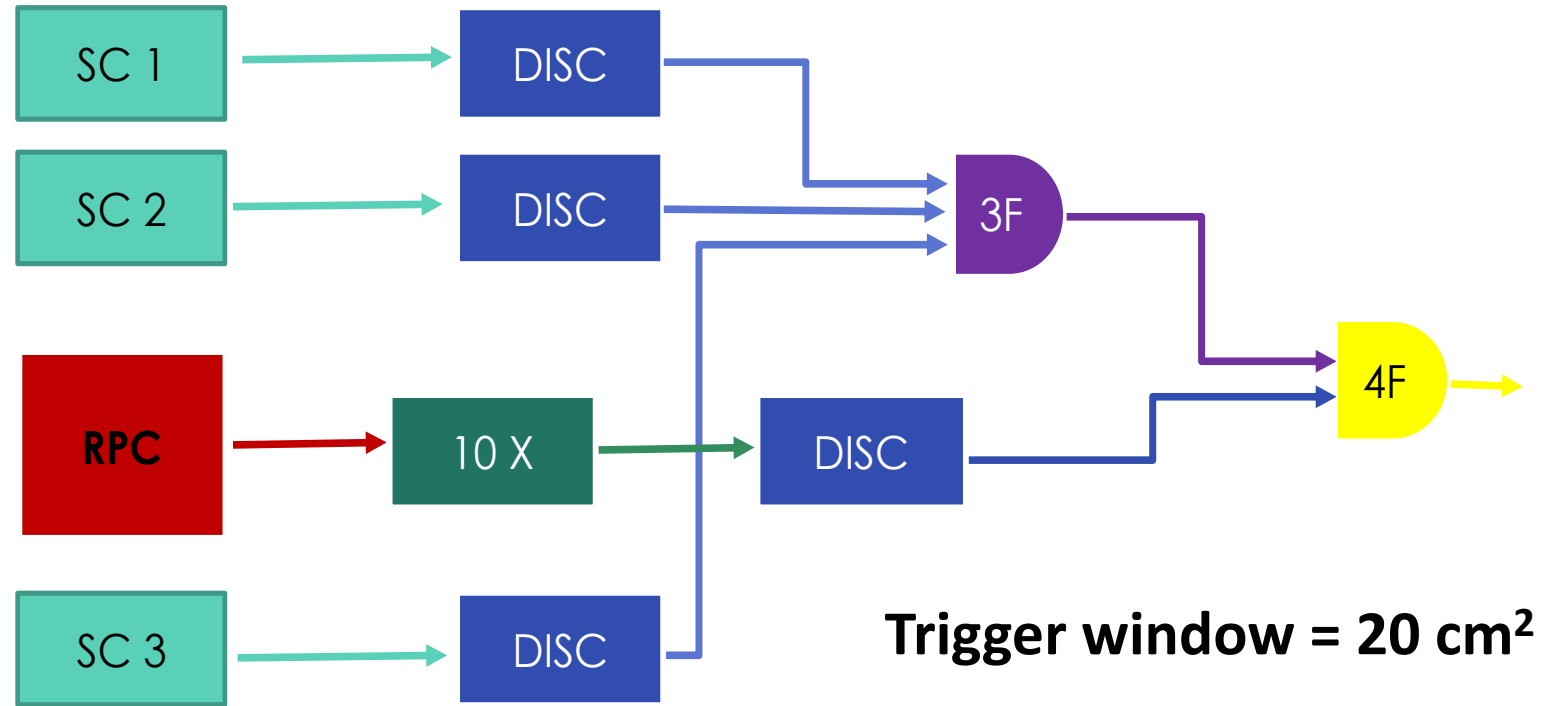 SC 1
DISC
SC 2
DISC
3F
4F
RPC
10 X
DISC
SC 3
DISC
Trigger window = 20 cm²